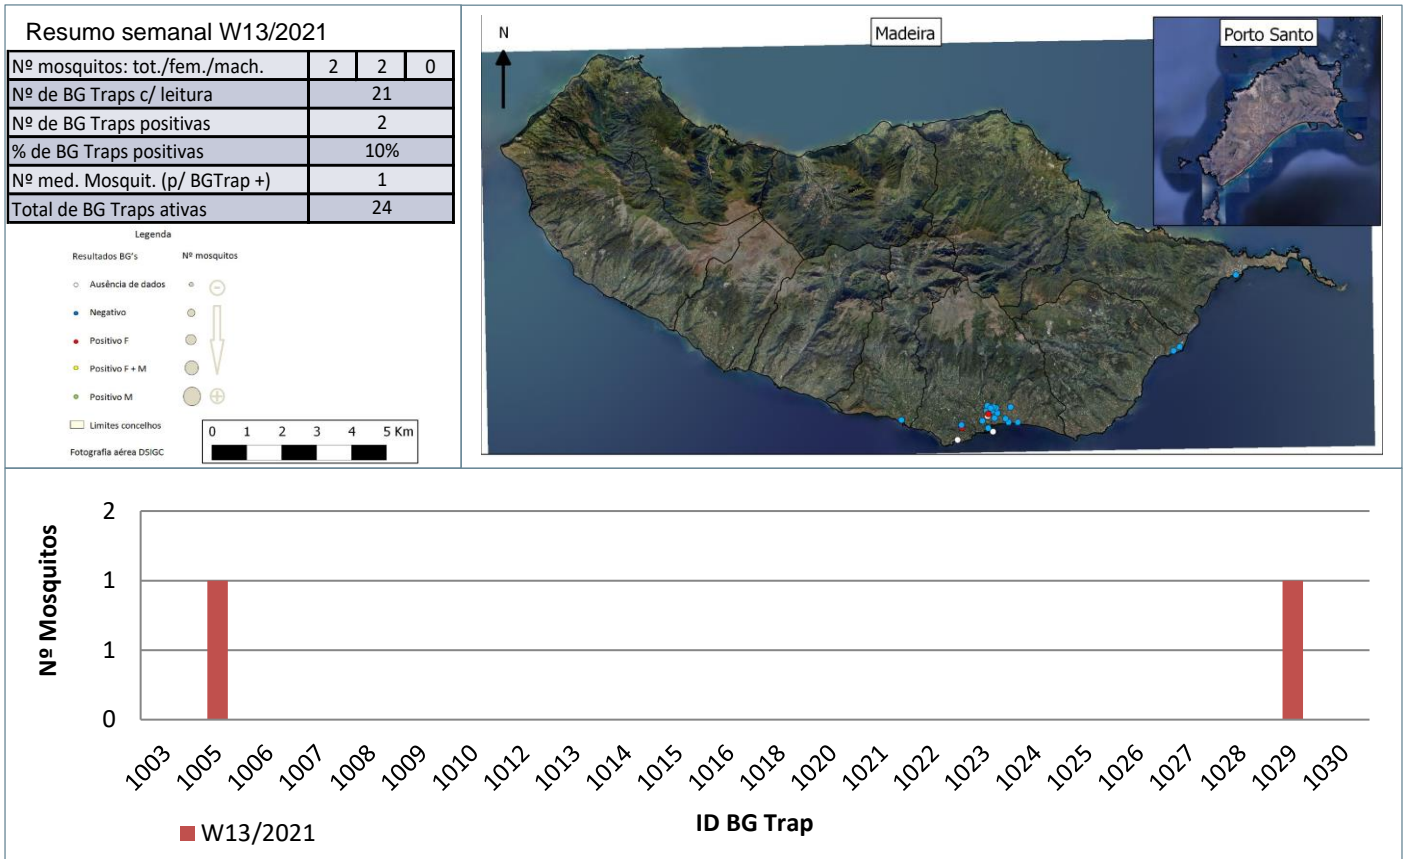 Resumo semanal W13/2021
Nº mosquitos: tot./fem./mach. 2 2 0
Nº de BG Traps c/ leitura 21
Nº de BG Traps positivas 2
% de BG Traps positivas 10%
Nº med. Mosquit. (p/ BGTrap +) 1
Total de BG Traps ativas 24
Legenda
Resultados BG's Nº mosquitos
Ausência de dados
Negativo
Positivo F
Positivo F + M
Positivo M
Limites concelhos
Fotografia aérea DSIGC
0 1 2 3 4 5 Km
N
Madeira
Porto Santo
Nº Mosquitos
2
1
1
0
1003 1005 1006 1007 1008 1009 1010 1012 1013 1014 1015 1016 1018 1020 1021 1022 1023 1024 1025 1026 1027 1028 1029 1030
ID BG Trap
W13/2021